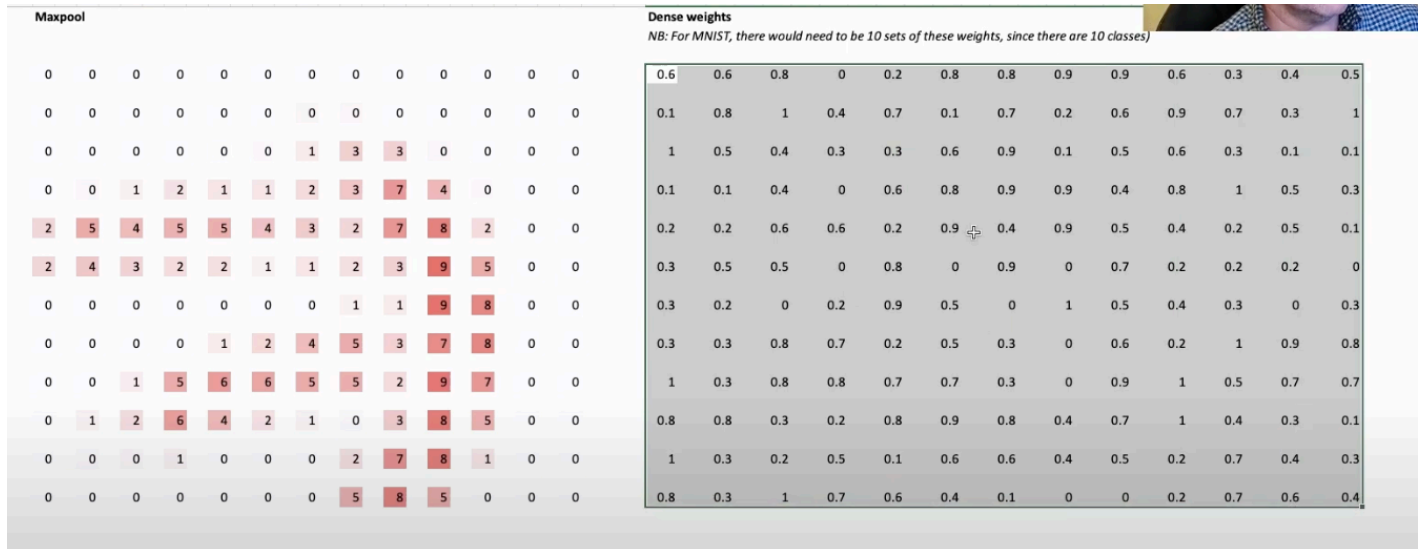 Maxpool Dense weights
NB: For MNIST, there would need to be 10 sets of these weights, since there are 10 classes)
0 0 0 0 0 0 0 0 0 0 0 0 0 0.6 0.6 0.8 0 0.2 0.8 0.8 0.9 0.9 0.6 0.3 0.4 0.5
0 0 0 0 0 0 0 0 0 0 0 0 0 0.1 0.8 1 0.4 0.7 0.1 0.7 0.2 0.6 0.9 0.7 0.3 1
0 0 0 0 0 0 1 3 3 0 0 0 0 1 0.5 0.4 0.3 0.3 0.6 0.9 0.1 0.5 0.6 0.3 0.1 0.1
0 0 1 2 1 1 2 3 7 4 0 0 0 0.1 0.1 0.4 0 0.6 0.8 0.9 0.9 0.4 0.8 1 0.5 0.3
2 5 4 5 5 4 3 2 7 8 2 0 0 0.2 0.2 0.6 0.6 0.2 0.9 0.4 0.9 0.5 0.4 0.2 0.5 0.1
2 4 3 2 2 1 1 2 3 9 5 0 0 0.3 0.5 0.5 0 0.8 0 0.9 0 0.7 0.2 0.2 0.2 0
0 0 0 0 0 0 0 1 1 9 8 0 0 0.3 0.2 0 0.2 0.9 0.5 0 1 0.5 0.4 0.3 0 0.3
0 0 0 0 1 2 4 5 3 7 8 0 0 0.3 0.3 0.8 0.7 0.2 0.5 0.3 0 0.6 0.2 1 0.9 0.8
0 0 1 5 6 6 5 5 2 9 7 0 0 1 0.3 0.8 0.8 0.7 0.7 0.3 0 0.9 1 0.5 0.7 0.7
0 1 2 6 4 2 1 0 3 8 5 0 0 0.8 0.8 0.3 0.2 0.8 0.9 0.8 0.4 0.7 1 0.4 0.3 0.1
0 0 0 1 0 0 0 2 7 8 1 0 0 1 0.3 0.2 0.5 0.1 0.6 0.6 0.4 0.5 0.2 0.7 0.4 0.3
0 0 0 0 0 0 0 5 8 5 0 0 0 0.8 0.3 1 0.7 0.6 0.4 0.1 0 0 0.2 0.7 0.6 0.4